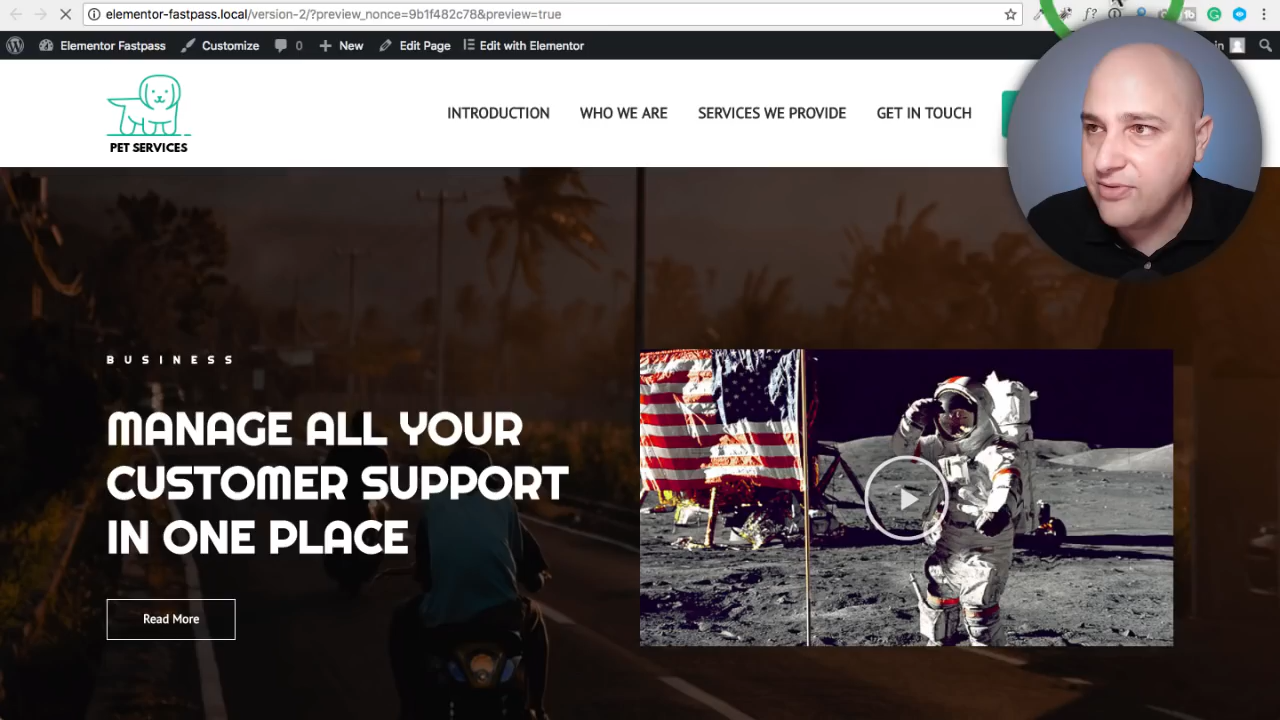 elementor-fastpass.local/version-2/?preview_nonce=9b1f482c78&preview=true
f?
Elementor Fastpass
Customize
0
New
Edit Page
Edit with Elementor
PET SERVICES
INTRODUCTION
WHO WE ARE
SERVICES WE PROVIDE
GET IN TOUCH
BUSINESS
MANAGE ALL YOUR
CUSTOMER SUPPORT
IN ONE PLACE
Read More